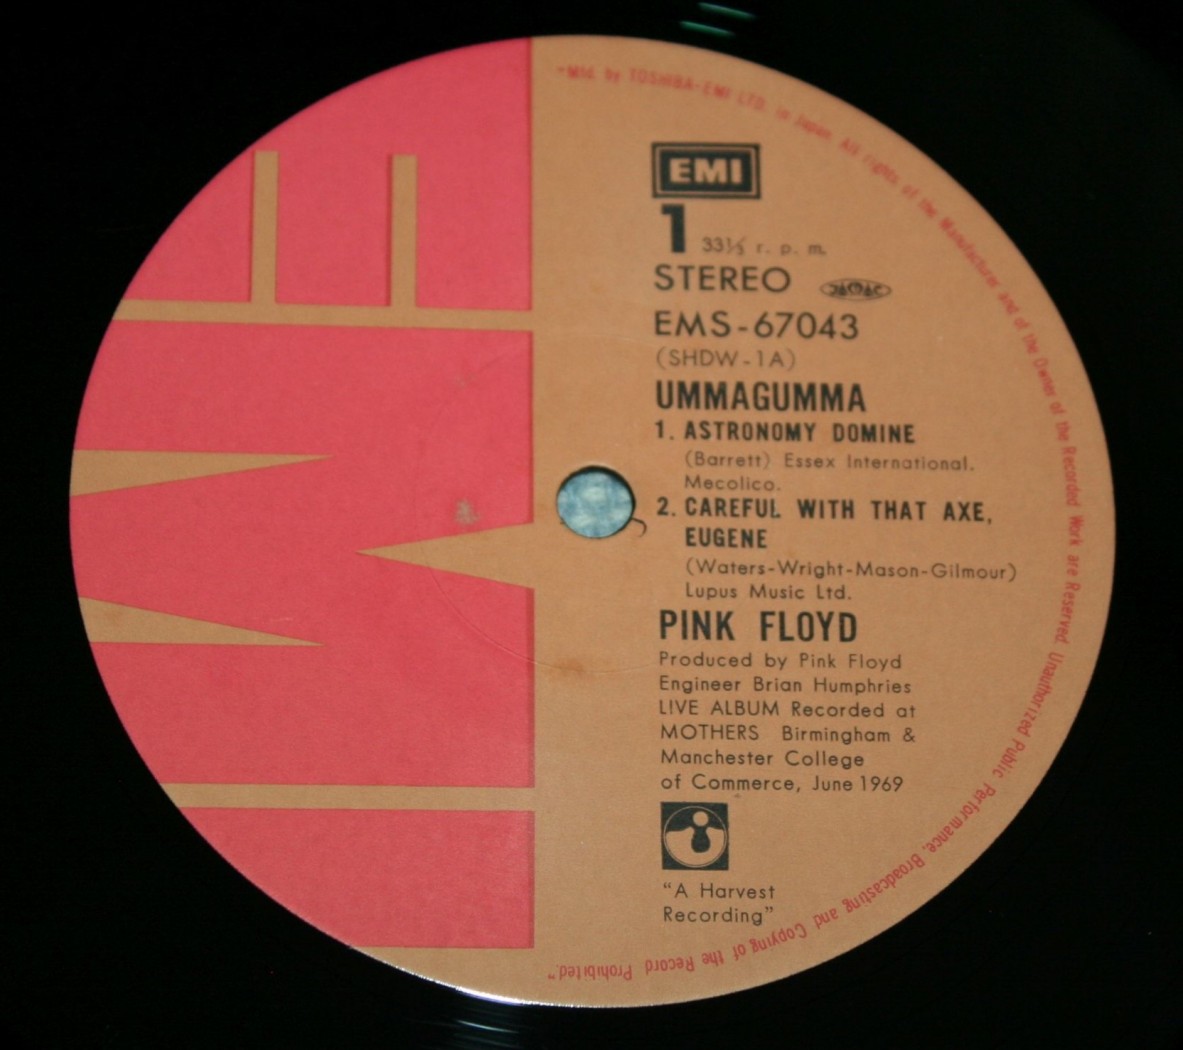 EMI
1 33⅓ r. p. m.
STEREO
EMS-67043
(SHDW-1A)
UMMAGUMMA
1. ASTRONOMY DOMINE
(Barrett) Essex International.
Mecolico.
2. CAREFUL WITH THAT AXE,
EUGENE
(Waters-Wright-Mason-Gilmour)
Lupus Music Ltd.
PINK FLOYD
Produced by Pink Floyd
Engineer Brian Humphries
LIVE ALBUM Recorded at
MOTHERS Birmingham &
Manchester College
of Commerce, June 1969
"A Harvest
Recording"
"Mfd. by TOSHIBA-EMI LTD. in Japan. All rights of the Manufacturer and of the Owner of the Recorded Work are Reserved. Unauthorized Public Performance, Broadcasting and Copying of the Record Prohibited."
EMI